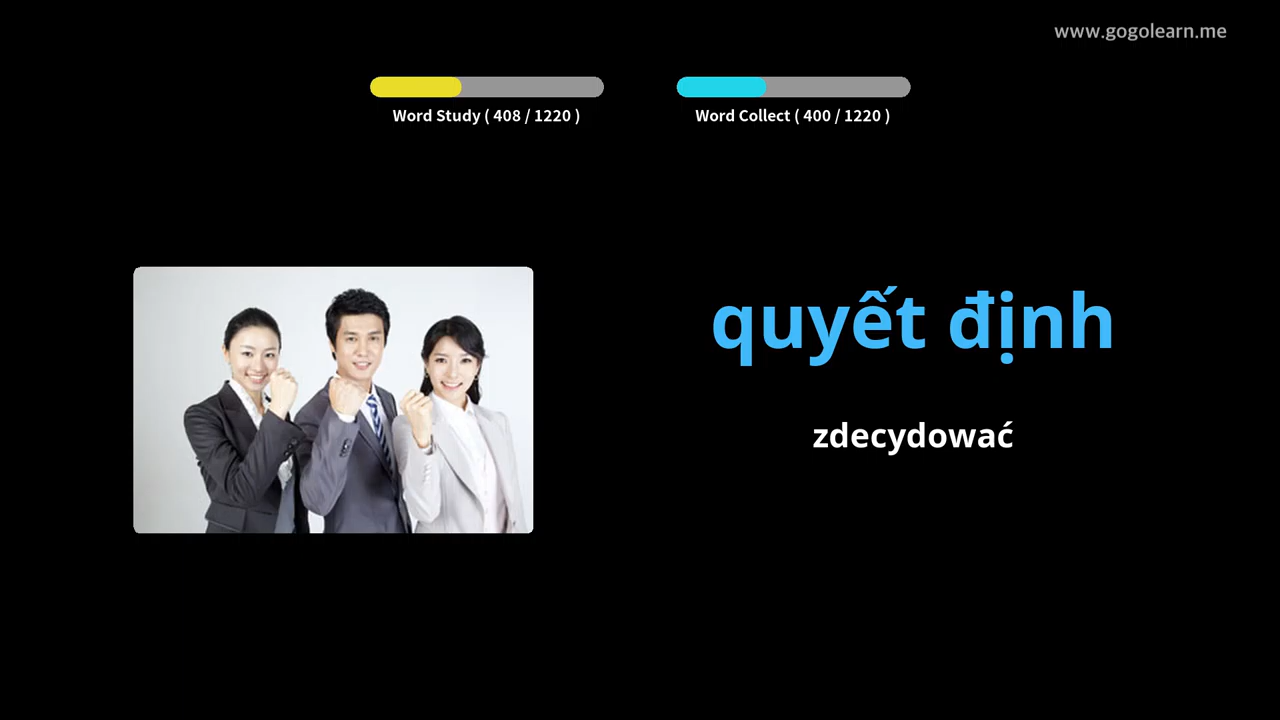 www.gogolearn.me
Word Study ( 408 / 1220 )
Word Collect ( 400 / 1220 )
quyết định
zdecydować